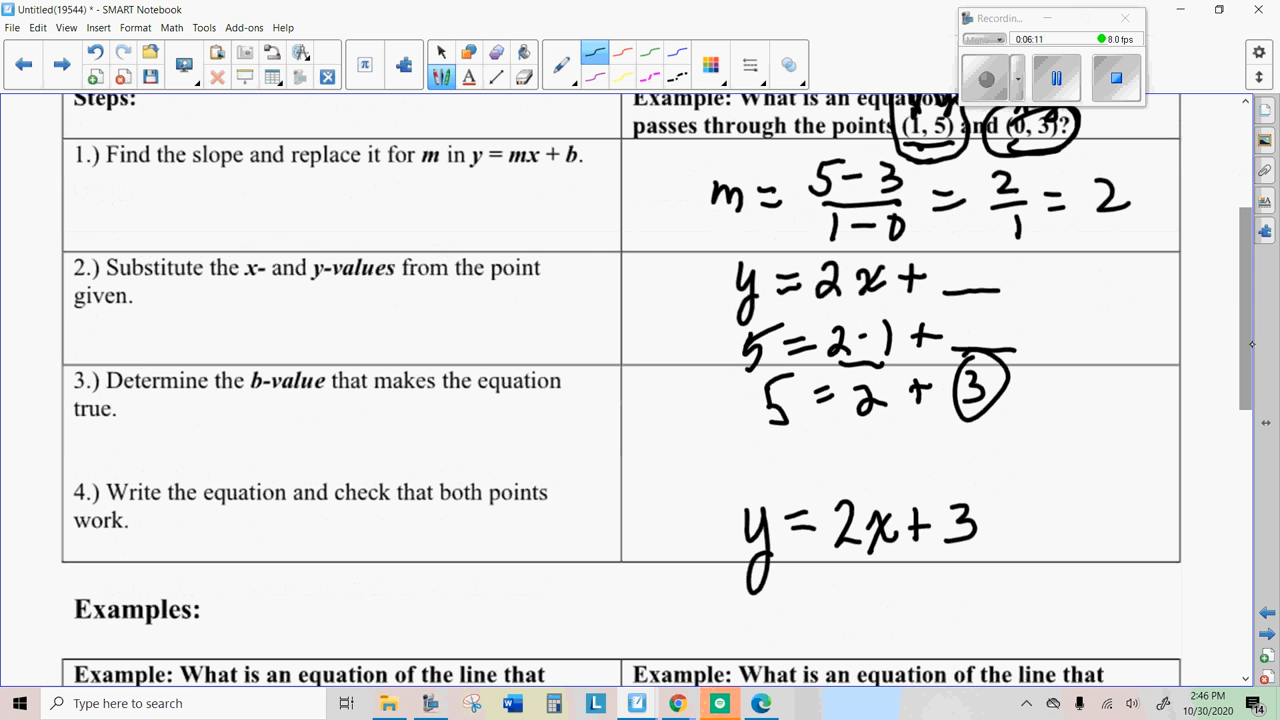 Untitled(19544) * - SMART Notebook
File Edit View Insert Format Math Tools Add-ons Help
Recordin...
Menu
0:06:11
8.0 fps
Steps:
Example: What is an equation
passes through the points (1, 5) and (0, 3)?
1.) Find the slope and replace it for m in y = mx + b.
m = 5-3/1-0 = 2/1 = 2
2.) Substitute the x- and y-values from the point
given.
y = 2x + __
5 = 2·1 + __
3.) Determine the b-value that makes the equation
true.
5 = 2 + 3
4.) Write the equation and check that both points
work.
y = 2x + 3
Examples:
Example: What is an equation of the line that
Example: What is an equation of the line that
Type here to search
2:46 PM
10/30/2020
14